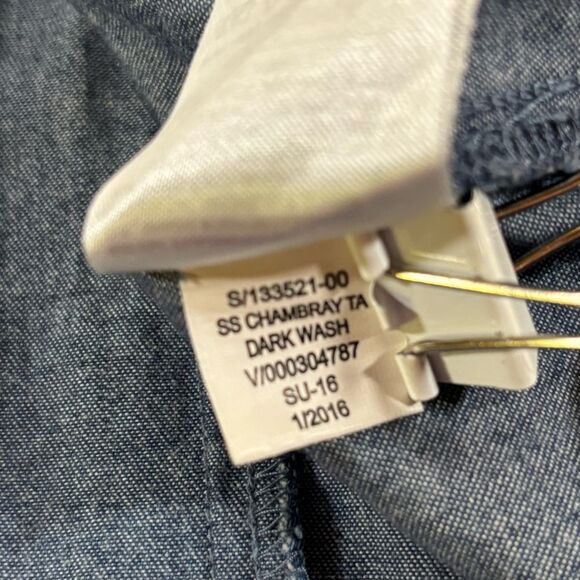 S/133521-00
SS CHAMBRAY TA
DARK WASH
V/000304787
SU-16
1/2016